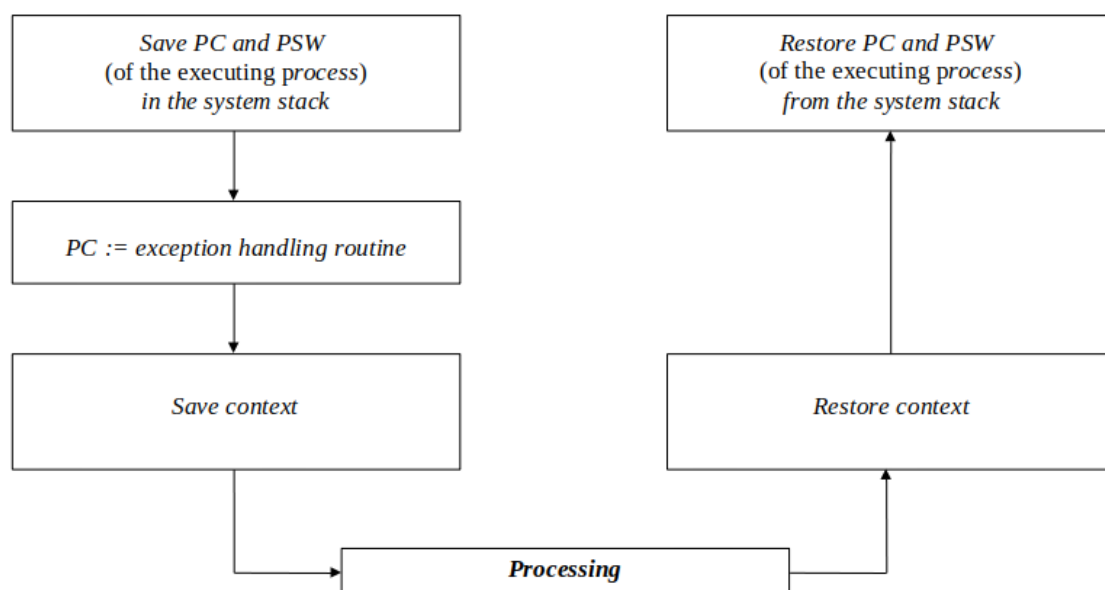 Save PC and PSW
(of the executing process)
in the system stack
PC := exception handling routine
Save context
Processing
Restore context
Restore PC and PSW
(of the executing process)
from the system stack